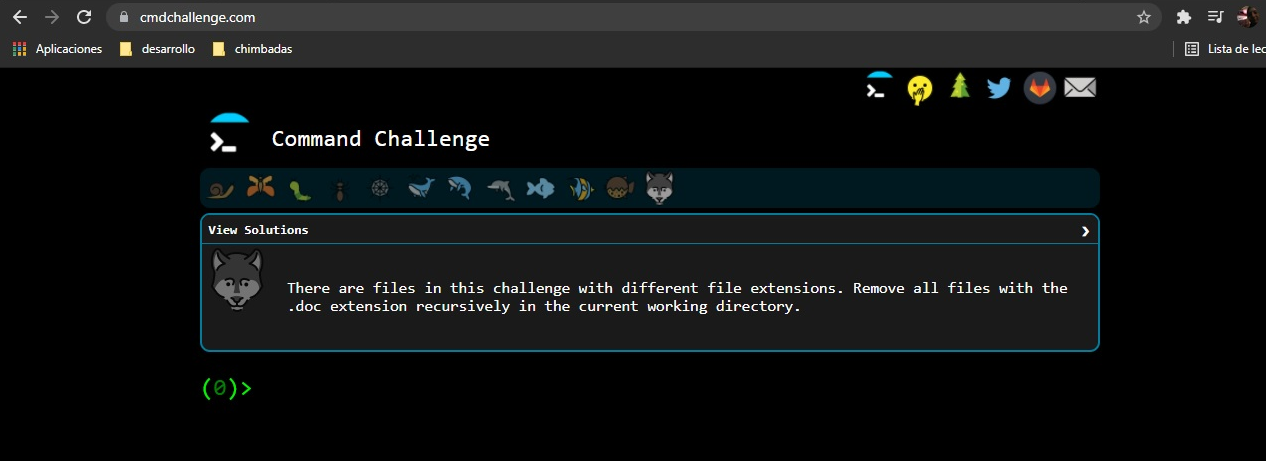 cmdchallenge.com
Aplicaciones desarrollo chimbadas Lista de lec
Command Challenge
View Solutions
There are files in this challenge with different file extensions. Remove all files with the
.doc extension recursively in the current working directory.
(0)>